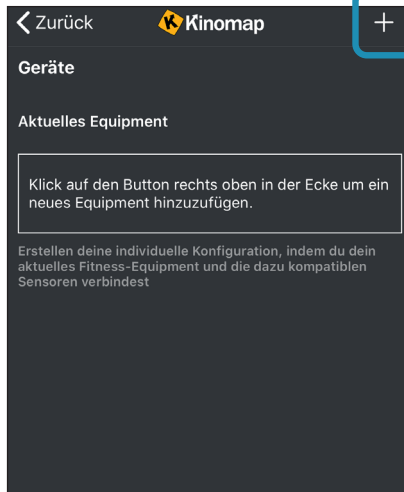 Zurück Kinomap +
Geräte
Aktuelles Equipment
Klick auf den Button rechts oben in der Ecke um ein
neues Equipment hinzuzufügen.
Erstellen deine individuelle Konfiguration, indem du dein
aktuelles Fitness-Equipment und die dazu kompatiblen
Sensoren verbindest